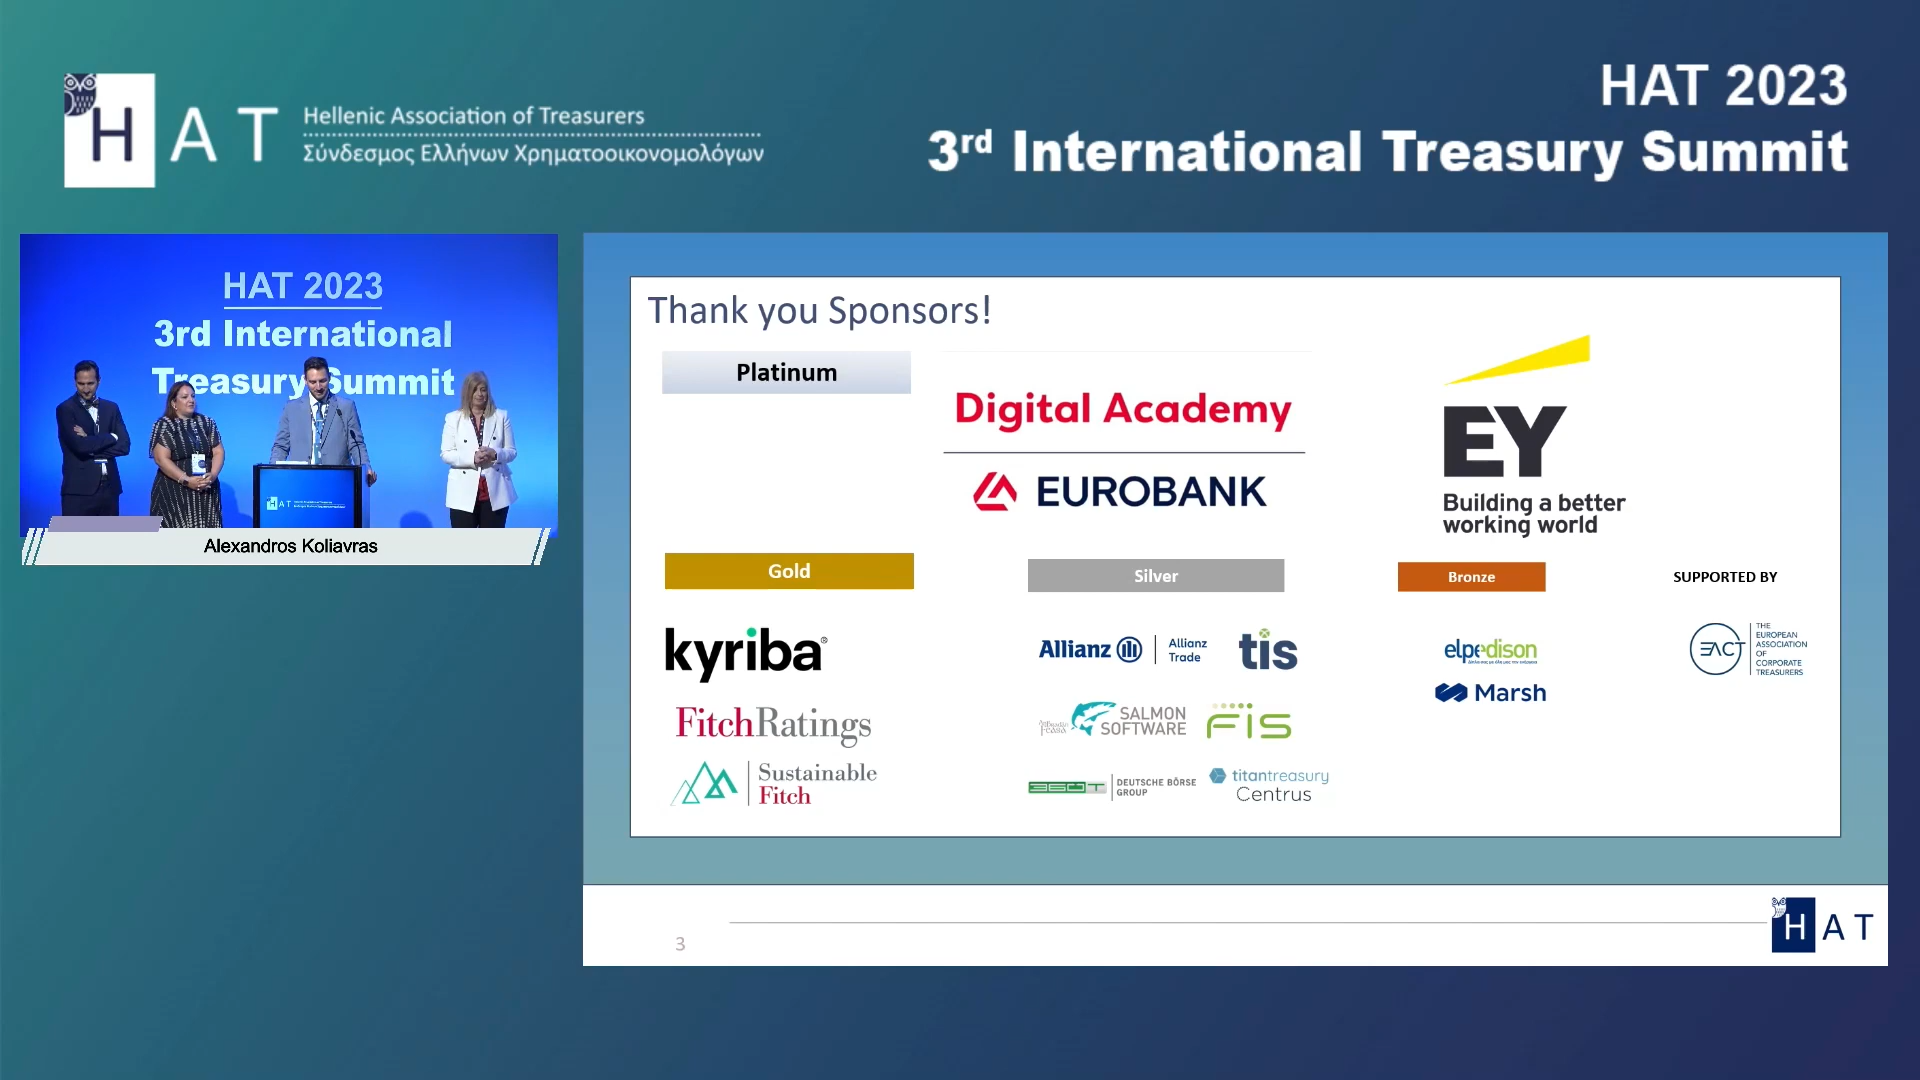 H A T
Hellenic Association of Treasurers
Σύνδεσμος Ελλήνων Χρηματοοικονομολόγων
HAT 2023
3rd International Treasury Summit
HAT 2023
3rd International
Treasury Summit
H A T
Alexandros Koliavras
Thank you Sponsors!
Platinum
Digital Academy
EUROBANK
EY
Building a better
working world
Gold
Silver
Bronze
SUPPORTED BY
kyriba
FitchRatings
Sustainable
Fitch
Allianz
Allianz
Trade
tis
SALMON
SOFTWARE
FIS
360T
DEUTSCHE BÖRSE
GROUP
titantreasury
Centrus
elpedison
Marsh
EACT
THE
EUROPEAN
ASSOCIATION
OF
CORPORATE
TREASURERS
3
H A T